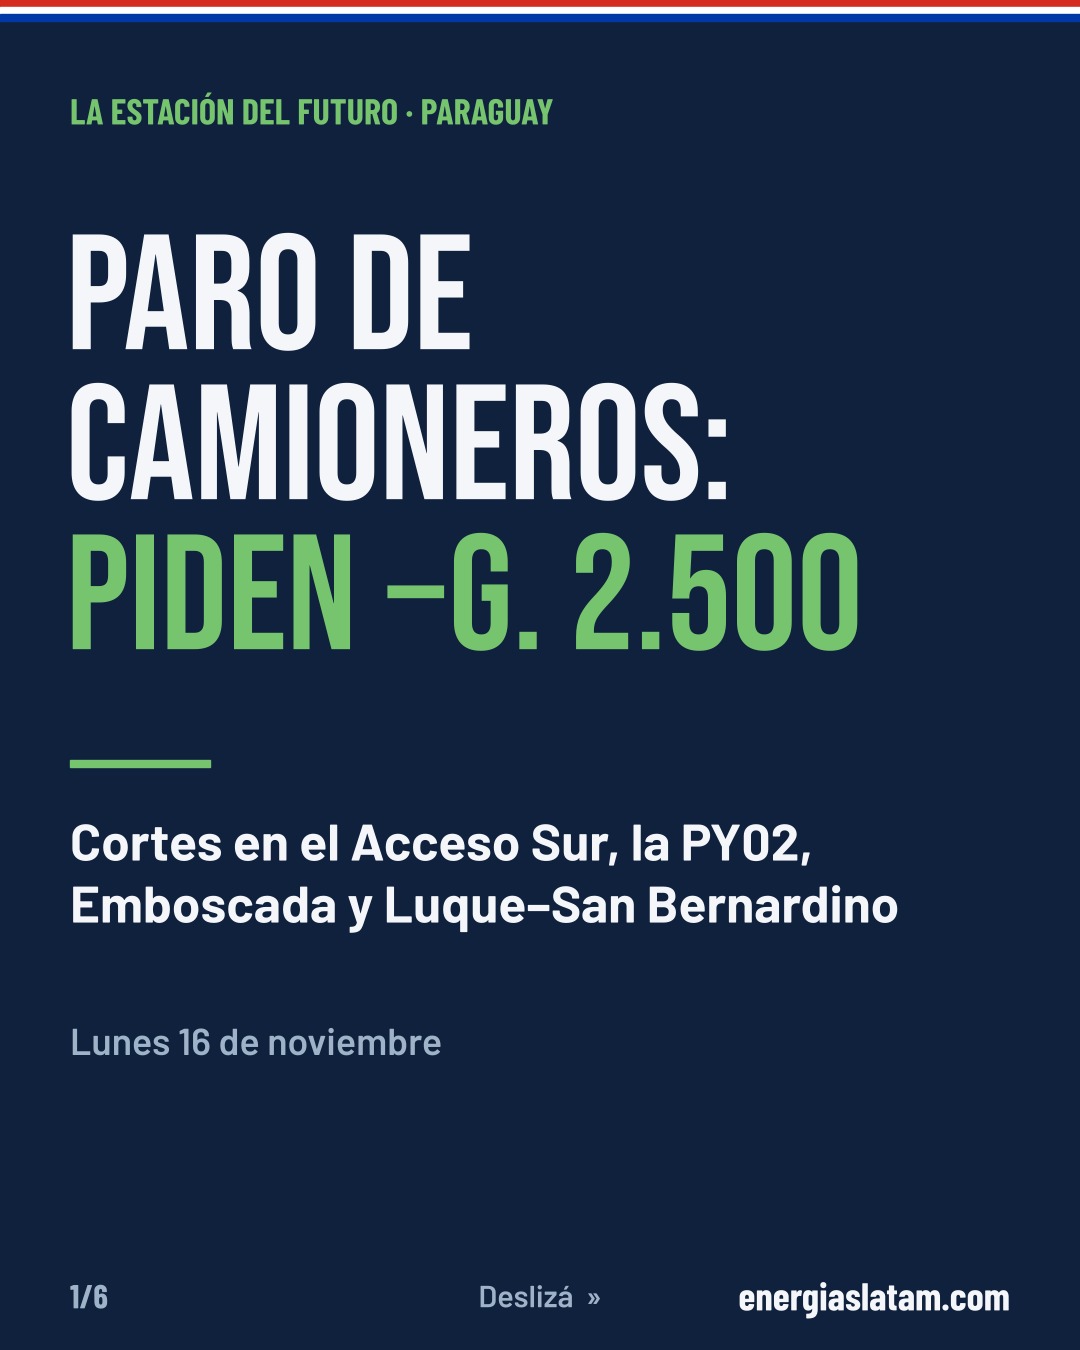 LA ESTACIÓN DEL FUTURO · PARAGUAY
PARO DE
CAMIONEROS:
PIDEN −G. 2.500
Cortes en el Acceso Sur, la PY02,
Emboscada y Luque–San Bernardino
Lunes 16 de noviembre
1/6
Deslizá »
energiaslatam.com